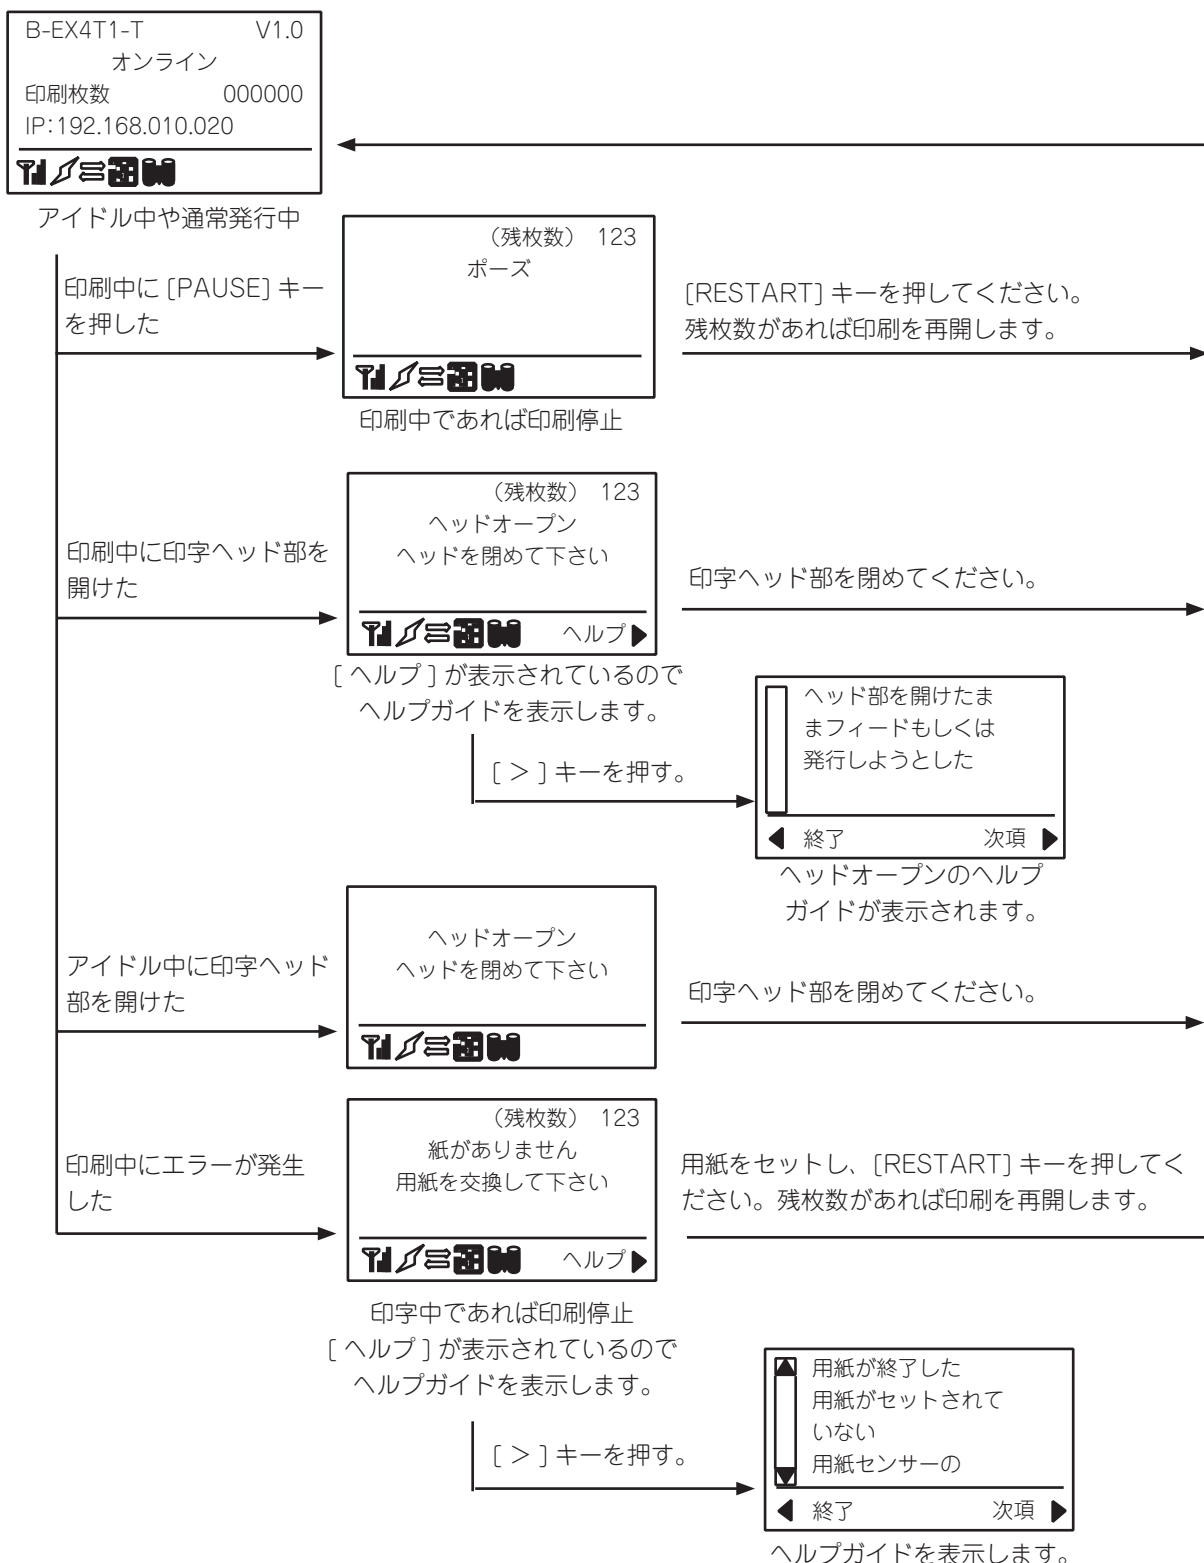 B-EX4T1-T V1.0
オンライン
印刷枚数 000000
IP:192.168.010.020
アイドル中や通常発行中
印刷中に [PAUSE] キー
を押した
(残枚数) 123
ポーズ
印刷中であれば印刷停止
[RESTART] キーを押してください。
残枚数があれば印刷を再開します。
印刷中に印字ヘッド部を
開けた
(残枚数) 123
ヘッドオープン
ヘッドを閉めて下さい
ヘルプ▶
印字ヘッド部を閉めてください。
[ ヘルプ ] が表示されているので
ヘルプガイドを表示します。
[ > ] キーを押す。
ヘッド部を開けたま
まフィードもしくは
発行しようとした
◀ 終了 次項 ▶
ヘッドオープンのヘルプ
ガイドが表示されます。
アイドル中に印字ヘッド
部を開けた
ヘッドオープン
ヘッドを閉めて下さい
印字ヘッド部を閉めてください。
印刷中にエラーが発生
した
(残枚数) 123
紙がありません
用紙を交換して下さい
ヘルプ▶
用紙をセットし、[RESTART] キーを押してく
ださい。残枚数があれば印刷を再開します。
印字中であれば印刷停止
[ ヘルプ ] が表示されているので
ヘルプガイドを表示します。
[ > ] キーを押す。
用紙が終了した
用紙がセットされて
いない
用紙センサーの
◀ 終了 次項 ▶
ヘルプガイドを表示します。